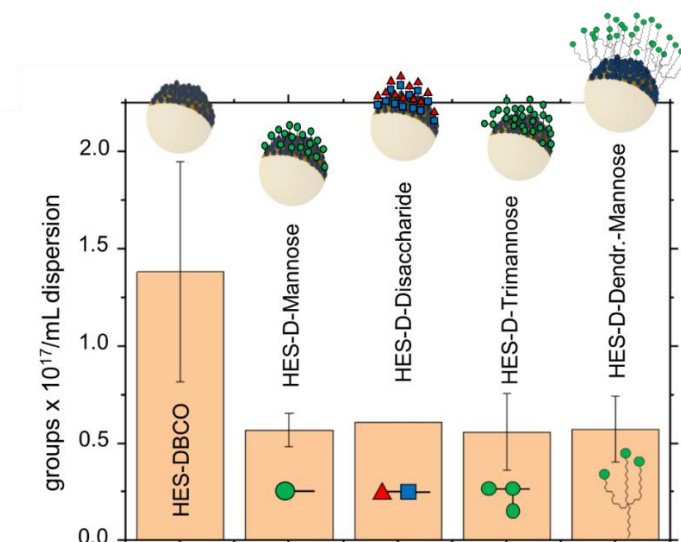 groups x 10¹⁷/mL dispersion
2.0
1.5
1.0
0.5
0.0
HES-DBCO
HES-D-Mannose
HES-D-Disaccharide
HES-D-Trimannose
HES-D-Dendr.-Mannose